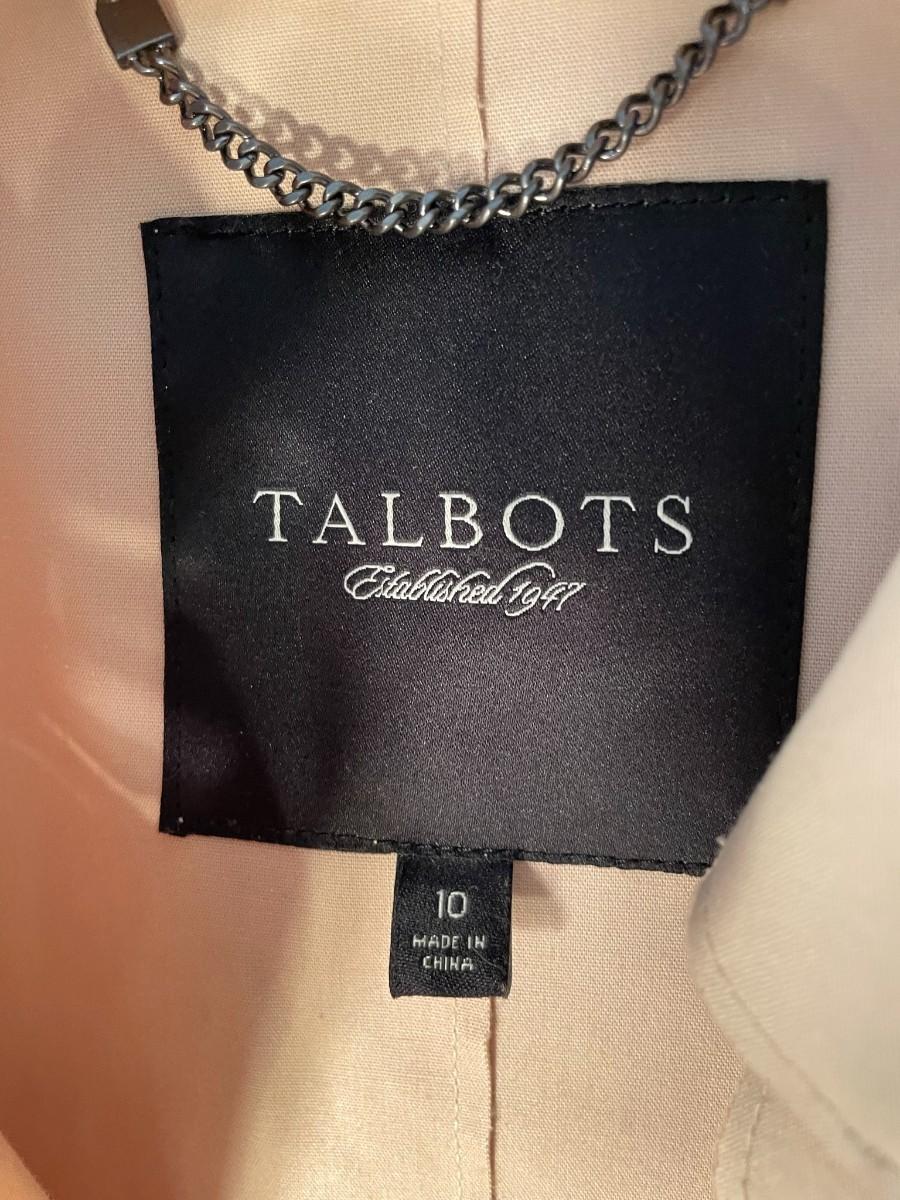 TALBOTS
Established 1947
10
MADE IN
CHINA